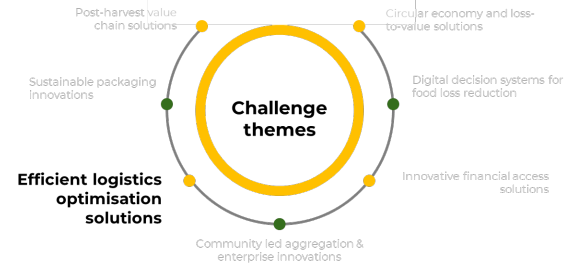 Post-harvest value
chain solutions
Circular economy and loss-
to-value solutions
Sustainable packaging
innovations
Digital decision systems for
food loss reduction
Challenge
themes
Efficient logistics
optimisation
solutions
Innovative financial access
solutions
Community led aggregation &
enterprise innovations